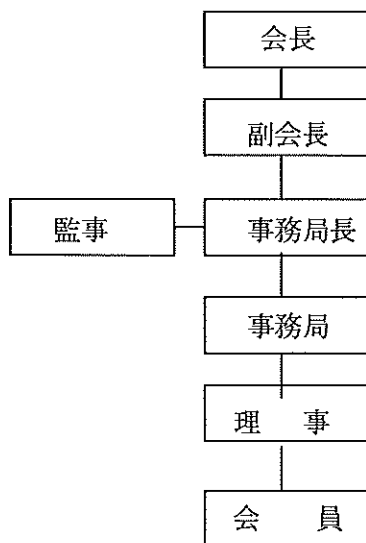 会長
副会長
監事 事務局長
事務局
理 事
会 員